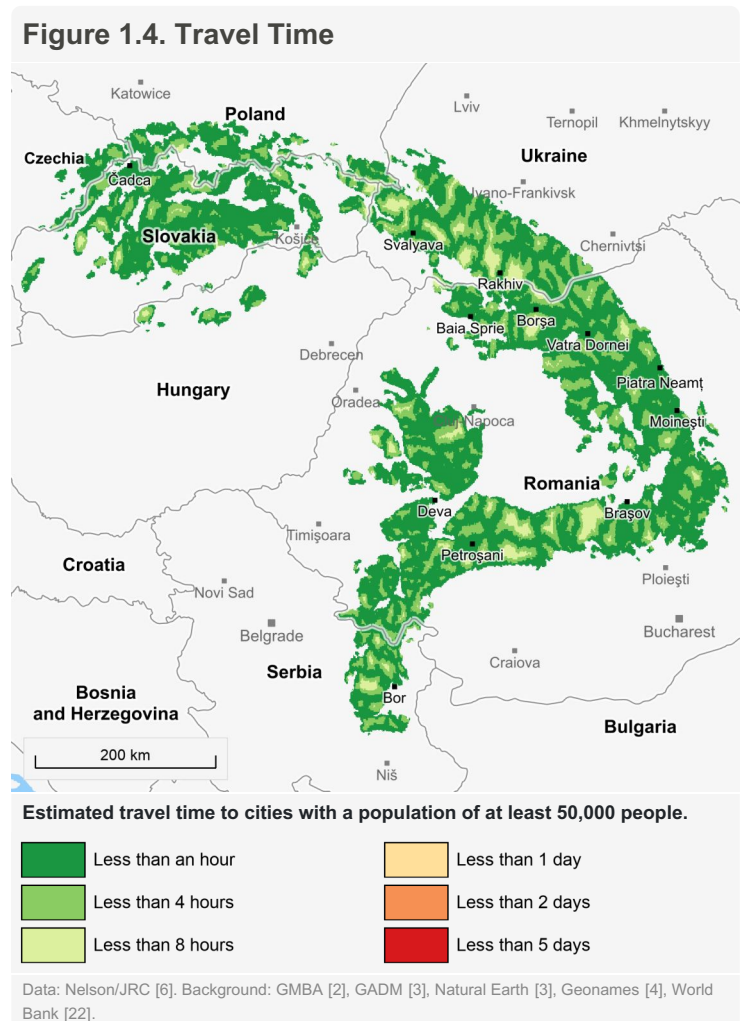 Figure 1.4. Travel Time
Katowice
Poland
Lviv
Ternopil
Khmelnytskyy
Czechia
Čadca
Ukraine
Ivano-Frankivsk
Slovakia
Košice
Svalyava
Chernivtsi
Rakhiv
Baia Sprie
Borşa
Vatra Dornei
Debrecen
Piatra Neamţ
Hungary
Oradea
Cluj-Napoca
Moineşti
Romania
Deva
Braşov
Timişoara
Petroşani
Croatia
Novi Sad
Ploieşti
Belgrade
Bucharest
Craiova
Serbia
Bosnia
and Herzegovina
Bor
Bulgaria
200 km
Niš
Estimated travel time to cities with a population of at least 50,000 people.
Less than an hour
Less than 1 day
Less than 4 hours
Less than 2 days
Less than 8 hours
Less than 5 days
Data: Nelson/JRC [6]. Background: GMBA [2], GADM [3], Natural Earth [3], Geonames [4], World
Bank [22].